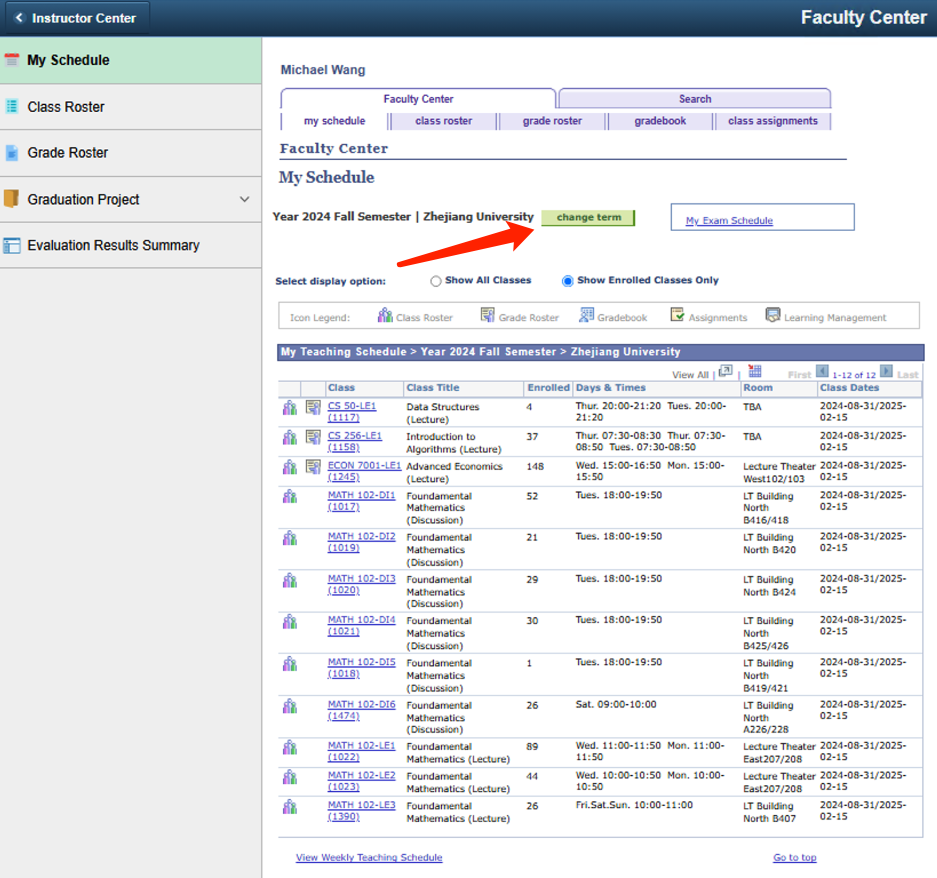 Instructor Center
Faculty Center
My Schedule
Class Roster
Grade Roster
Graduation Project
Evaluation Results Summary
Michael Wang
Faculty Center Search
my schedule class roster grade roster gradebook class assignments
Faculty Center
My Schedule
Year 2024 Fall Semester | Zhejiang University change term My Exam Schedule
Select display option: Show All Classes Show Enrolled Classes Only
Icon Legend: Class Roster Grade Roster Gradebook Assignments Learning Management
My Teaching Schedule > Year 2024 Fall Semester > Zhejiang University
View All | | First 1-12 of 12 Last
Class Class Title Enrolled Days & Times Room Class Dates
CS 50-LE1 Data Structures 4 Thur. 20:00-21:20 Tues. 20:00- TBA 2024-08-31/2025-
(1117) (Lecture) 21:20 02-15
CS 256-LE1 Introduction to 37 Thur. 07:30-08:30 Thur. 07:30- TBA 2024-08-31/2025-
(1158) Algorithms (Lecture) 08:50 Tues. 07:30-08:50 02-15
ECON 7001-LE1 Advanced Economics 148 Wed. 15:00-16:50 Mon. 15:00- Lecture Theater 2024-08-31/2025-
(1245) (Lecture) 15:50 West102/103 02-15
MATH 102-DI1 Foundamental 52 Tues. 18:00-19:50 LT Building 2024-08-31/2025-
(1017) Mathematics North 02-15
(Discussion) B416/418
MATH 102-DI2 Foundamental 21 Tues. 18:00-19:50 LT Building 2024-08-31/2025-
(1019) Mathematics North B420 02-15
(Discussion)
MATH 102-DI3 Foundamental 29 Tues. 18:00-19:50 LT Building 2024-08-31/2025-
(1020) Mathematics North B424 02-15
(Discussion)
MATH 102-DI4 Foundamental 30 Tues. 18:00-19:50 LT Building 2024-08-31/2025-
(1021) Mathematics North 02-15
(Discussion) B425/426
MATH 102-DI5 Foundamental 1 Tues. 18:00-19:50 LT Building 2024-08-31/2025-
(1018) Mathematics North 02-15
(Discussion) B419/421
MATH 102-DI6 Foundamental 26 Sat. 09:00-10:00 LT Building 2024-08-31/2025-
(1474) Mathematics North 02-15
(Discussion) A226/228
MATH 102-LE1 Foundamental 89 Wed. 11:00-11:50 Mon. 11:00- Lecture Theater 2024-08-31/2025-
(1022) Mathematics (Lecture) 11:50 East207/208 02-15
MATH 102-LE2 Foundamental 44 Wed. 10:00-10:50 Mon. 10:00- Lecture Theater 2024-08-31/2025-
(1023) Mathematics (Lecture) 10:50 East207/208 02-15
MATH 102-LE3 Foundamental 26 Fri.Sat.Sun. 10:00-11:00 LT Building 2024-08-31/2025-
(1390) Mathematics (Lecture) North B407 02-15
View Weekly Teaching Schedule Go to top